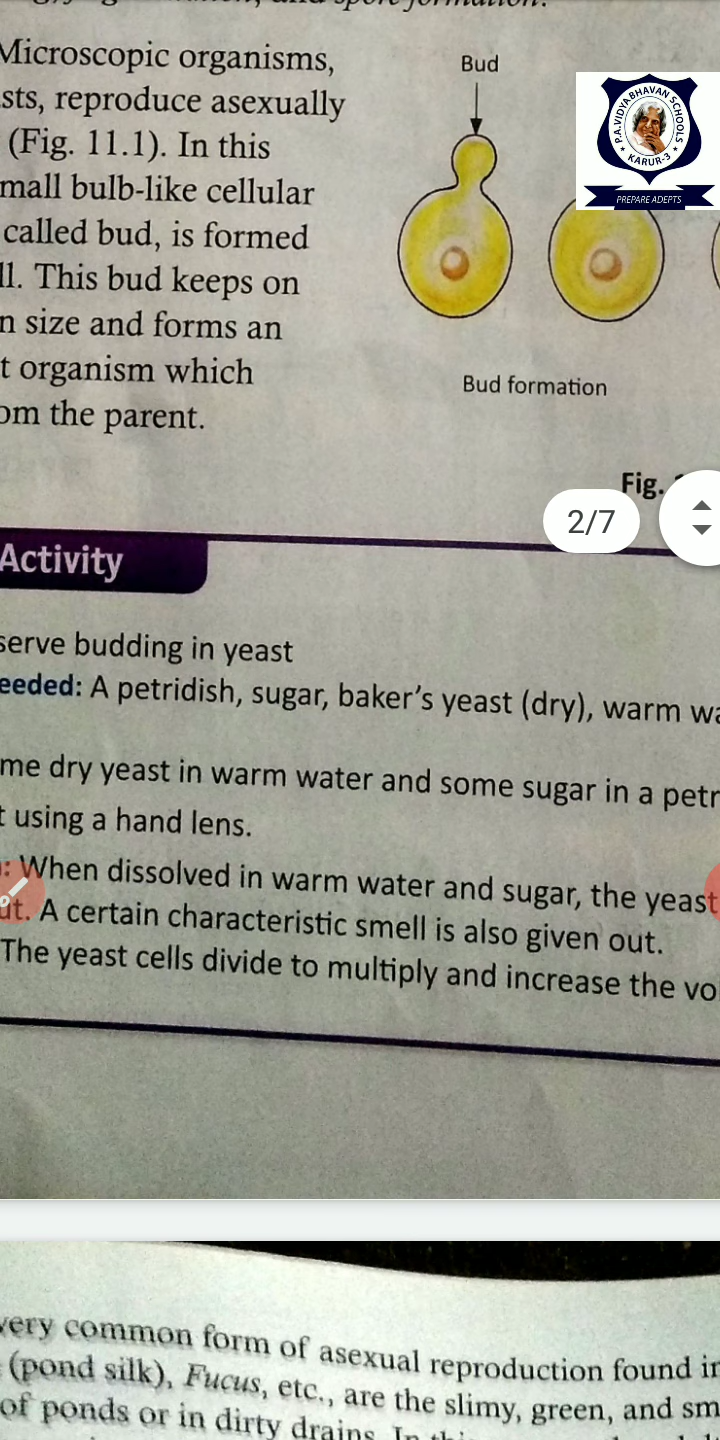 Microscopic organisms,
sts, reproduce asexually
(Fig. 11.1). In this
mall bulb-like cellular
called bud, is formed
ll. This bud keeps on
n size and forms an
t organism which
om the parent.
Bud
P.A.VIDYABHAVAN SCHOOLS
KARUR-3
PREPARE ADEPTS
Bud formation
Fig.
2/7
Activity
serve budding in yeast
eeded: A petridish, sugar, baker's yeast (dry), warm wa
me dry yeast in warm water and some sugar in a petr
t using a hand lens.
: When dissolved in warm water and sugar, the yeast
ut. A certain characteristic smell is also given out.
The yeast cells divide to multiply and increase the vo
very common form of asexual reproduction found in
(pond silk), Fucus, etc., are the slimy, green, and sm
of ponds or in dirty drains. In